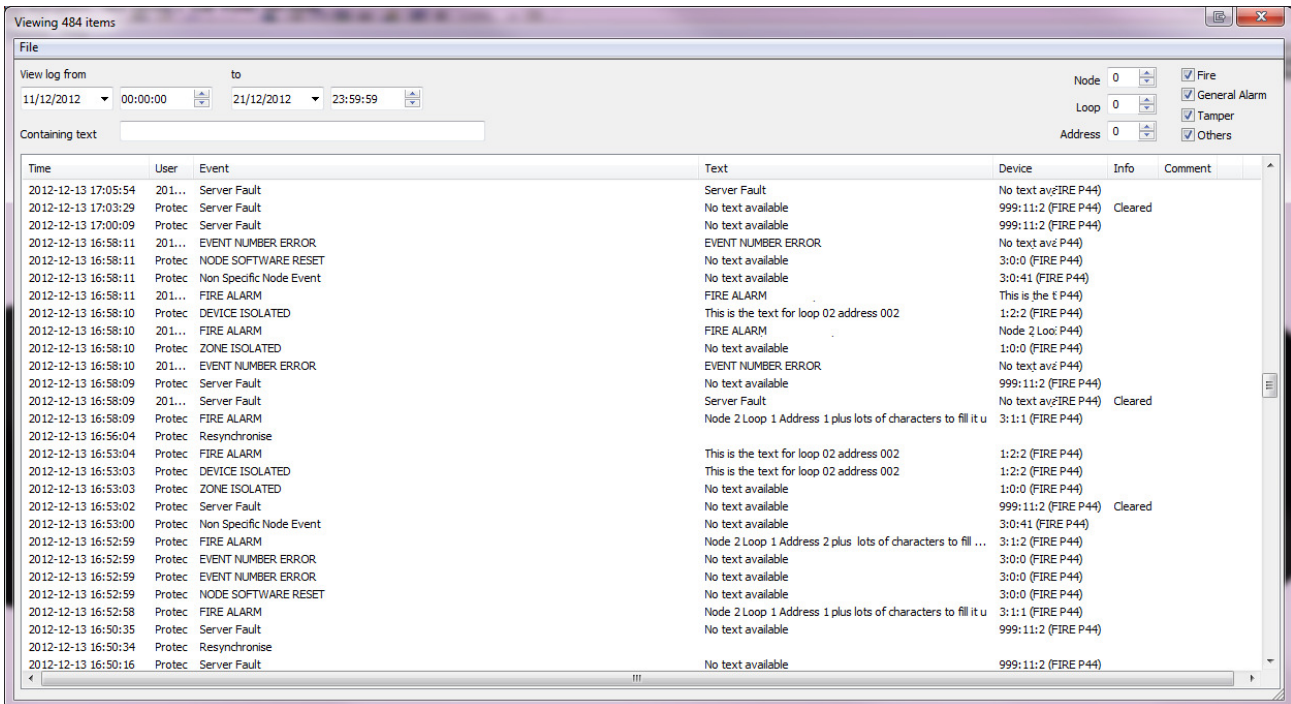 Viewing 484 items
File
View log from to
11/12/2012 00:00:00 21/12/2012 23:59:59
Containing text
Node 0
Loop 0
Address 0
Fire
General Alarm
Tamper
Others
Time User Event Text Device Info Comment
2012-12-13 17:05:54 201... Server Fault Server Fault No text av FIRE P44)
2012-12-13 17:03:29 Protec Server Fault No text available 999:11:2 (FIRE P44) Cleared
2012-12-13 17:00:09 Protec Server Fault No text available 999:11:2 (FIRE P44)
2012-12-13 16:58:11 201... EVENT NUMBER ERROR EVENT NUMBER ERROR No text ava P44)
2012-12-13 16:58:11 Protec NODE SOFTWARE RESET No text available 3:0:0 (FIRE P44)
2012-12-13 16:58:11 Protec Non Specific Node Event No text available 3:0:41 (FIRE P44)
2012-12-13 16:58:11 201... FIRE ALARM FIRE ALARM This is the t P44)
2012-12-13 16:58:10 Protec DEVICE ISOLATED This is the text for loop 02 address 002 1:2:2 (FIRE P44)
2012-12-13 16:58:10 201... FIRE ALARM FIRE ALARM Node 2 Loo P44)
2012-12-13 16:58:10 Protec ZONE ISOLATED No text available 1:0:0 (FIRE P44)
2012-12-13 16:58:10 201... EVENT NUMBER ERROR EVENT NUMBER ERROR No text ava P44)
2012-12-13 16:58:09 Protec Server Fault No text available 999:11:2 (FIRE P44)
2012-12-13 16:58:09 201... Server Fault Server Fault No text av FIRE P44) Cleared
2012-12-13 16:58:09 Protec FIRE ALARM Node 2 Loop 1 Address 1 plus lots of characters to fill it u 3:1:1 (FIRE P44)
2012-12-13 16:56:04 Protec Resynchronise
2012-12-13 16:53:04 Protec FIRE ALARM This is the text for loop 02 address 002 1:2:2 (FIRE P44)
2012-12-13 16:53:03 Protec DEVICE ISOLATED This is the text for loop 02 address 002 1:2:2 (FIRE P44)
2012-12-13 16:53:03 Protec ZONE ISOLATED No text available 1:0:0 (FIRE P44)
2012-12-13 16:53:02 Protec Server Fault No text available 999:11:2 (FIRE P44) Cleared
2012-12-13 16:53:00 Protec Non Specific Node Event No text available 3:0:41 (FIRE P44)
2012-12-13 16:52:59 Protec FIRE ALARM Node 2 Loop 1 Address 2 plus lots of characters to fill ... 3:1:2 (FIRE P44)
2012-12-13 16:52:59 Protec EVENT NUMBER ERROR No text available 3:0:0 (FIRE P44)
2012-12-13 16:52:59 Protec EVENT NUMBER ERROR No text available 3:0:0 (FIRE P44)
2012-12-13 16:52:59 Protec NODE SOFTWARE RESET No text available 3:0:0 (FIRE P44)
2012-12-13 16:52:58 Protec FIRE ALARM Node 2 Loop 1 Address 1 plus lots of characters to fill it u 3:1:1 (FIRE P44)
2012-12-13 16:50:35 Protec Server Fault No text available 999:11:2 (FIRE P44)
2012-12-13 16:50:34 Protec Resynchronise
2012-12-13 16:50:16 Protec Server Fault No text available 999:11:2 (FIRE P44)